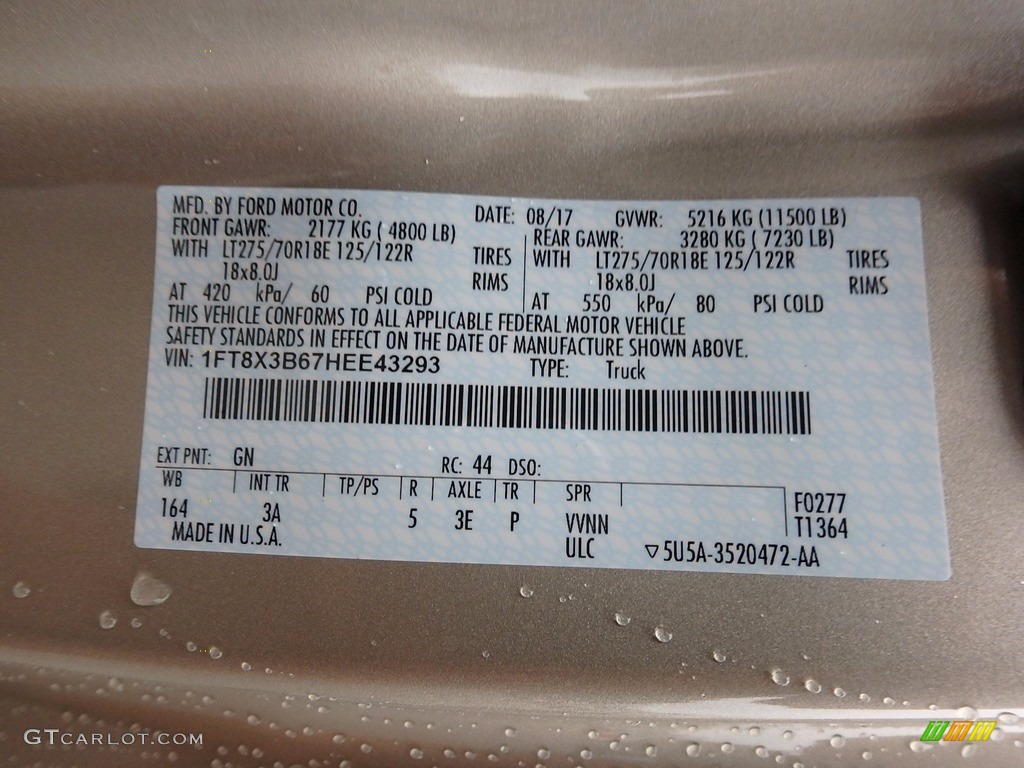 MFD. BY FORD MOTOR CO. DATE: 08/17 GVWR: 5216 KG (11500 LB)
FRONT GAWR: 2177 KG ( 4800 LB) REAR GAWR: 3280 KG ( 7230 LB)
WITH LT275/70R18E 125/122R TIRES WITH LT275/70R18E 125/122R TIRES
18x8.0J RIMS 18x8.0J RIMS
AT 420 kPa/ 60 PSI COLD AT 550 kPa/ 80 PSI COLD
THIS VEHICLE CONFORMS TO ALL APPLICABLE FEDERAL MOTOR VEHICLE
SAFETY STANDARDS IN EFFECT ON THE DATE OF MANUFACTURE SHOWN ABOVE.
VIN: 1FT8X3B67HEE43293 TYPE: Truck
EXT PNT: GN RC: 44 DSO:
WB INT TR TP/PS R AXLE TR SPR F0277
164 3A 5 3E P VVNN T1364
MADE IN U.S.A. ULC ▽5U5A-3520472-AA
GTCARLOT.COM